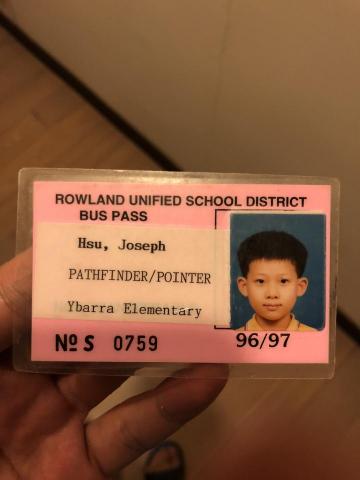 ROWLAND UNIFIED SCHOOL DISTRICT
BUS PASS
Hsu, Joseph
PATHFINDER/POINTER
Ybarra Elementary
Nº S 0759
96/97